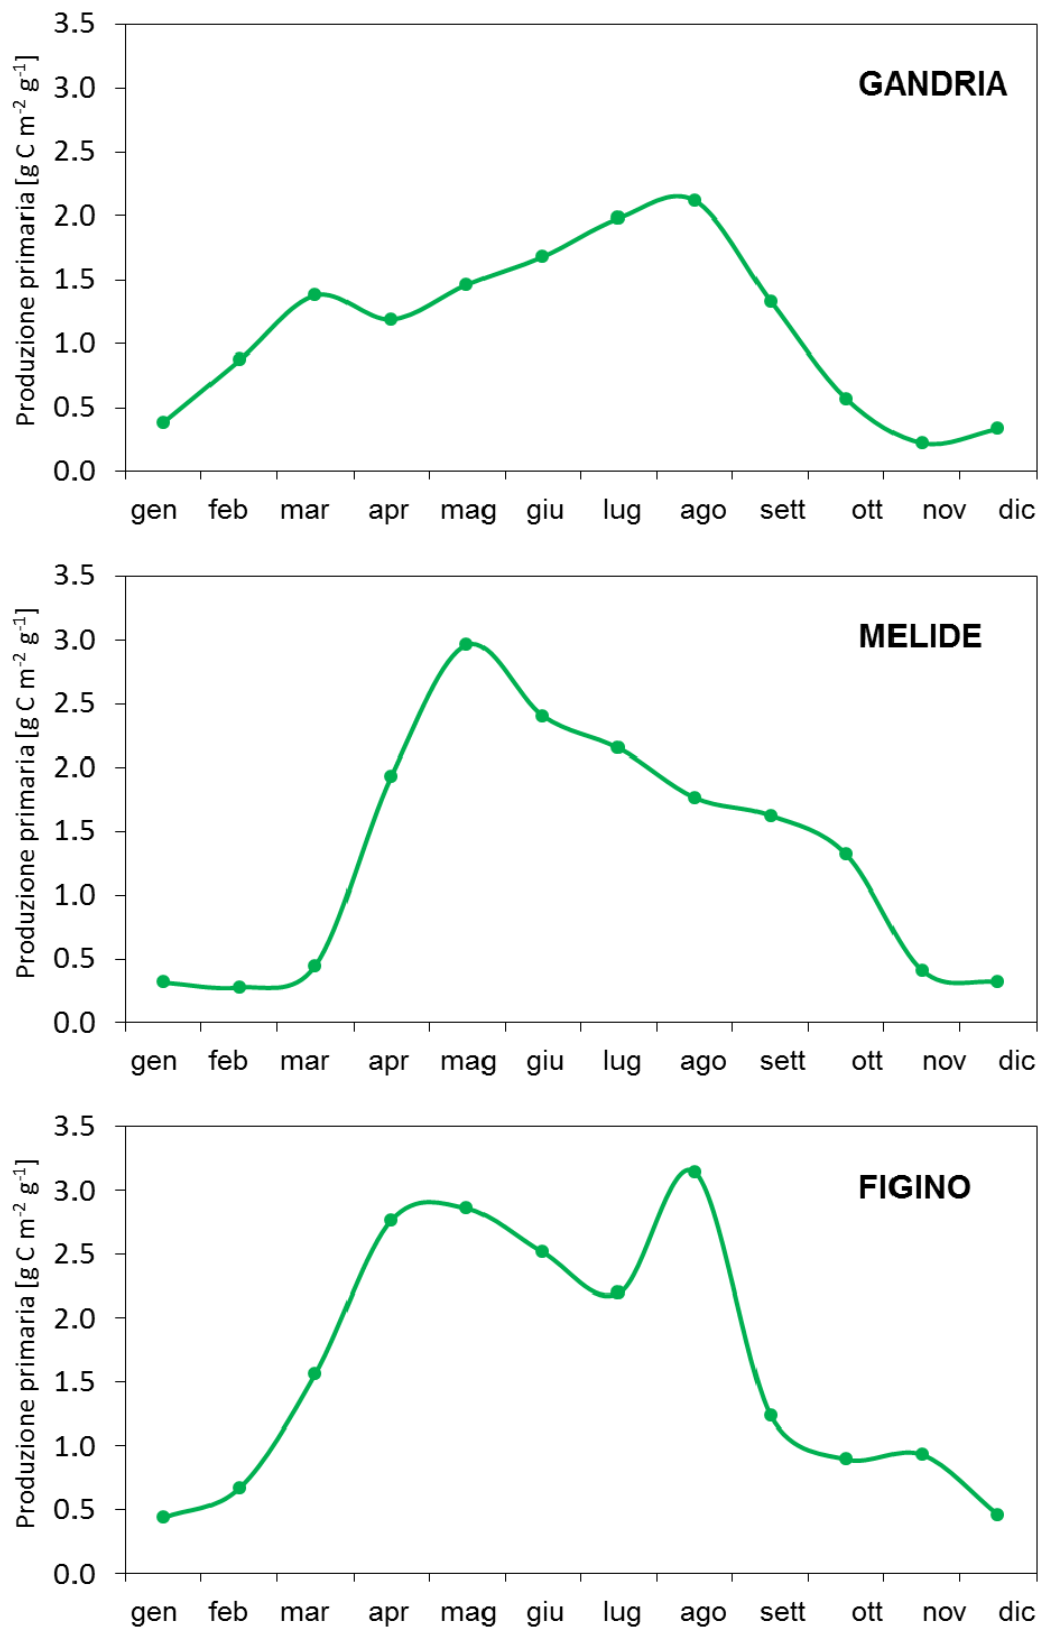 GANDRIA
Produzione primaria [g C m⁻² g⁻¹]
3.5
3.0
2.5
2.0
1.5
1.0
0.5
0.0
gen feb mar apr mag giu lug ago sett ott nov dic
MELIDE
Produzione primaria [g C m⁻² g⁻¹]
3.5
3.0
2.5
2.0
1.5
1.0
0.5
0.0
gen feb mar apr mag giu lug ago sett ott nov dic
FIGINO
Produzione primaria [g C m⁻² g⁻¹]
3.5
3.0
2.5
2.0
1.5
1.0
0.5
0.0
gen feb mar apr mag giu lug ago sett ott nov dic